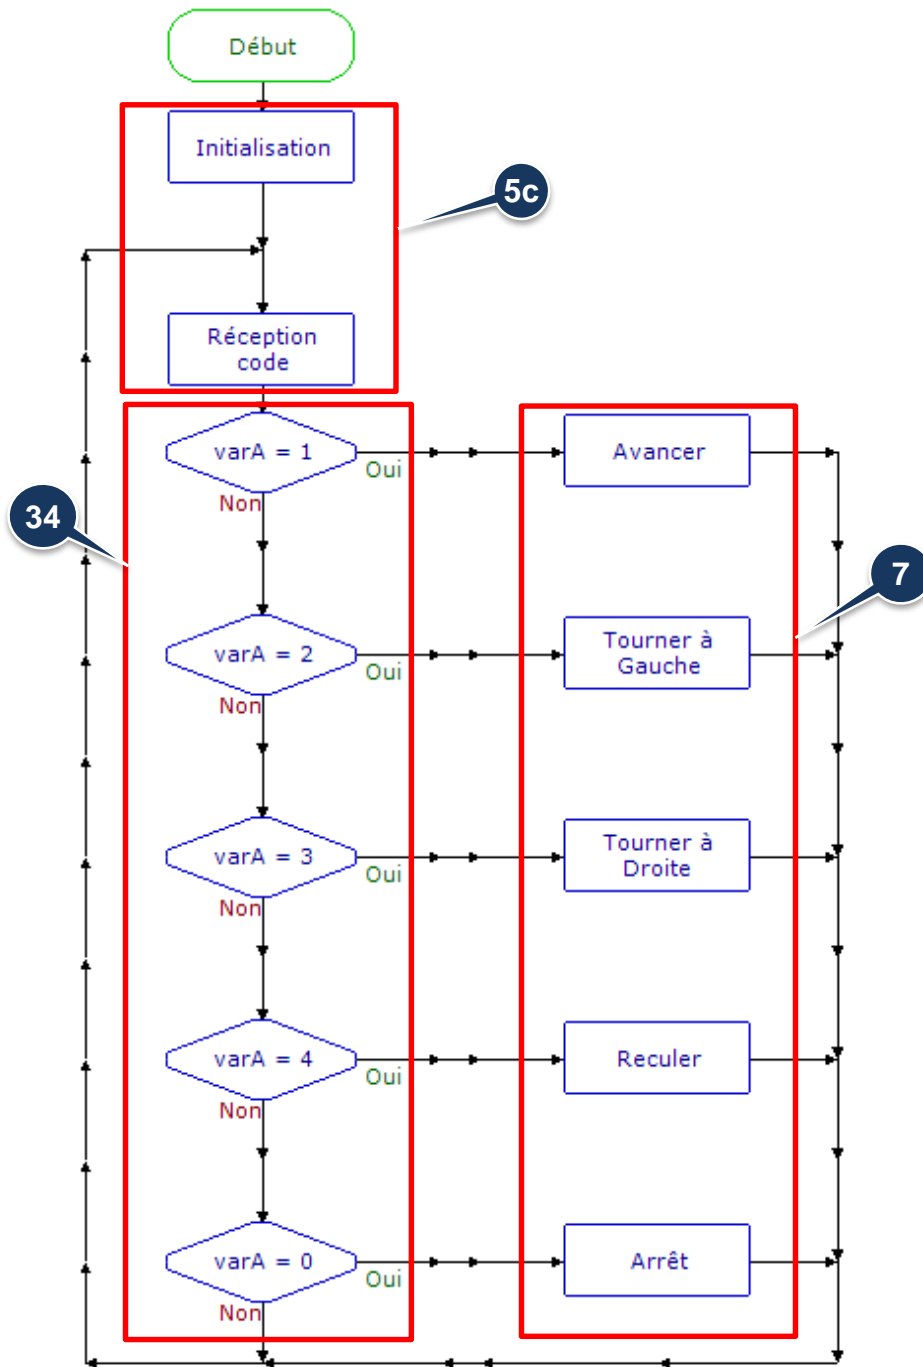 Début
Initialisation
5c
Réception
code
varA = 1
Oui
Non
Avancer
34
7
varA = 2
Oui
Non
Tourner à
Gauche
varA = 3
Oui
Non
Tourner à
Droite
varA = 4
Oui
Non
Reculer
varA = 0
Oui
Non
Arrêt